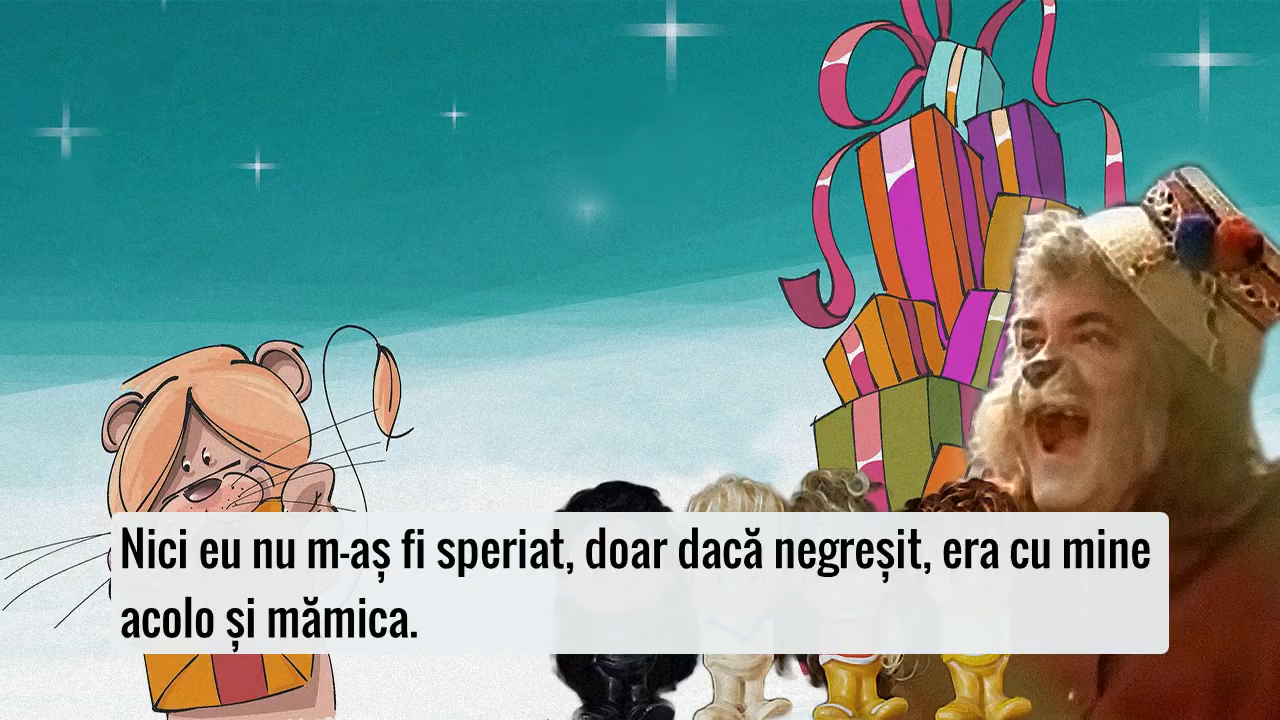 Nici eu nu m-aș fi speriat, doar dacă negreșit, era cu mine
acolo și mămica.